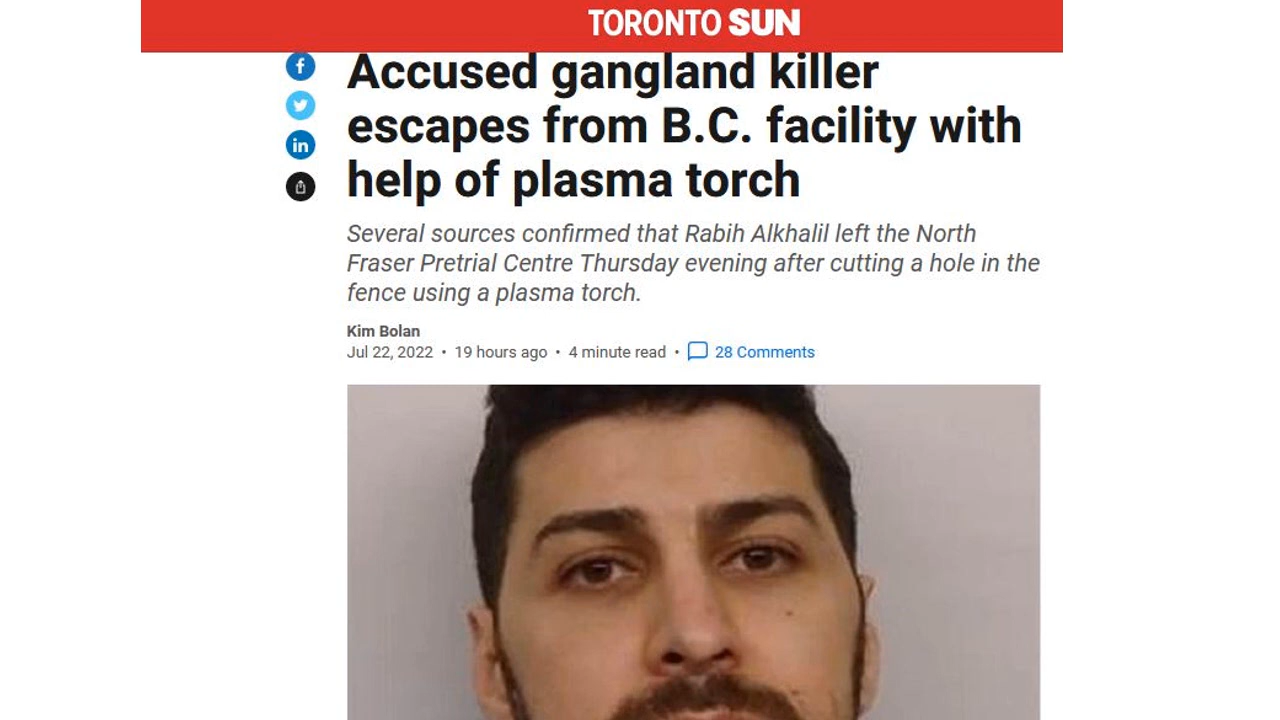 TORONTO SUN
Accused gangland killer
escapes from B.C. facility with
help of plasma torch
Several sources confirmed that Rabih Alkhalil left the North
Fraser Pretrial Centre Thursday evening after cutting a hole in the
fence using a plasma torch.
Kim Bolan
Jul 22, 2022 • 19 hours ago • 4 minute read • 28 Comments